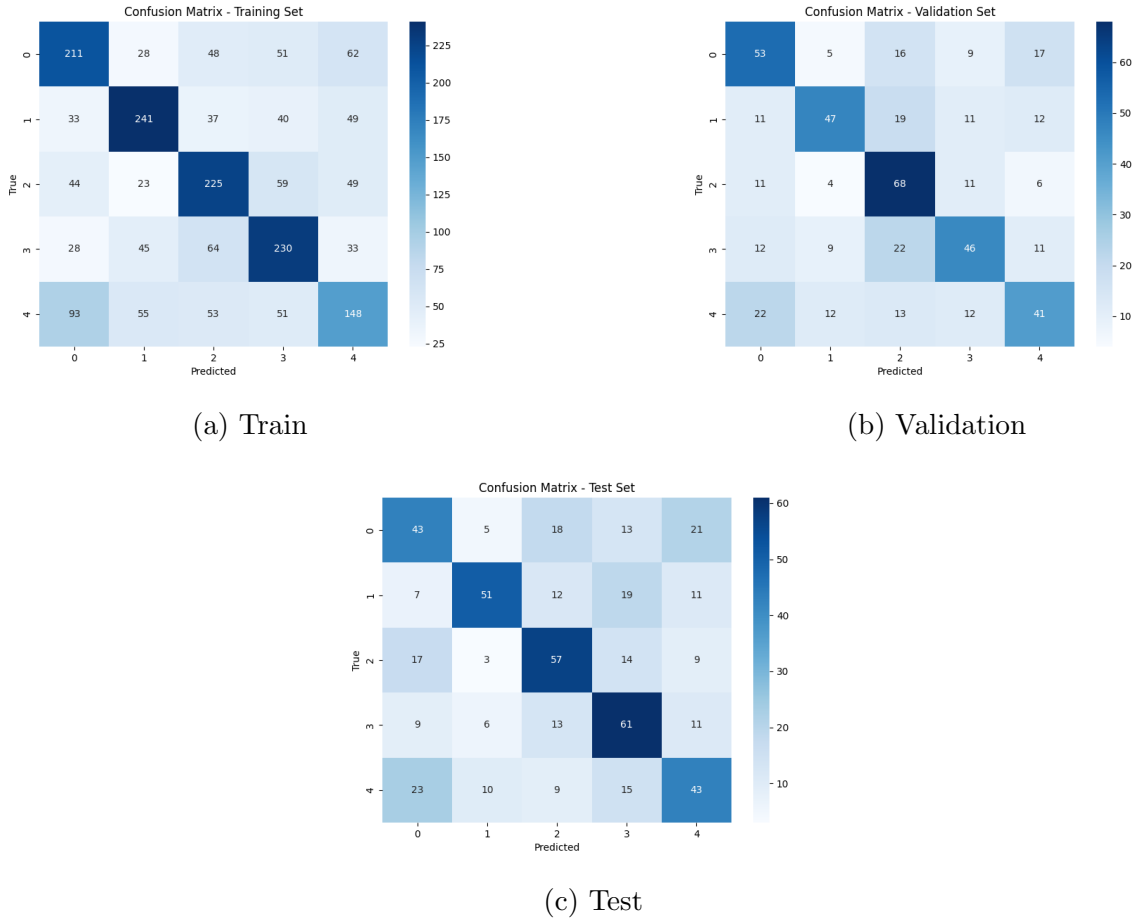 Confusion Matrix - Training Set
0 211 28 48 51 62
1 33 241 37 40 49
2 44 23 225 59 49
3 28 45 64 230 33
4 93 55 53 51 148
0 1 2 3 4
Predicted
True
225
200
175
150
125
100
75
50
25
(a) Train
Confusion Matrix - Validation Set
0 53 5 16 9 17
1 11 47 19 11 12
2 11 4 68 11 6
3 12 9 22 46 11
4 22 12 13 12 41
0 1 2 3 4
Predicted
True
60
50
40
30
20
10
(b) Validation
Confusion Matrix - Test Set
0 43 5 18 13 21
1 7 51 12 19 11
2 17 3 57 14 9
3 9 6 13 61 11
4 23 10 9 15 43
0 1 2 3 4
Predicted
True
60
50
40
30
20
10
(c) Test